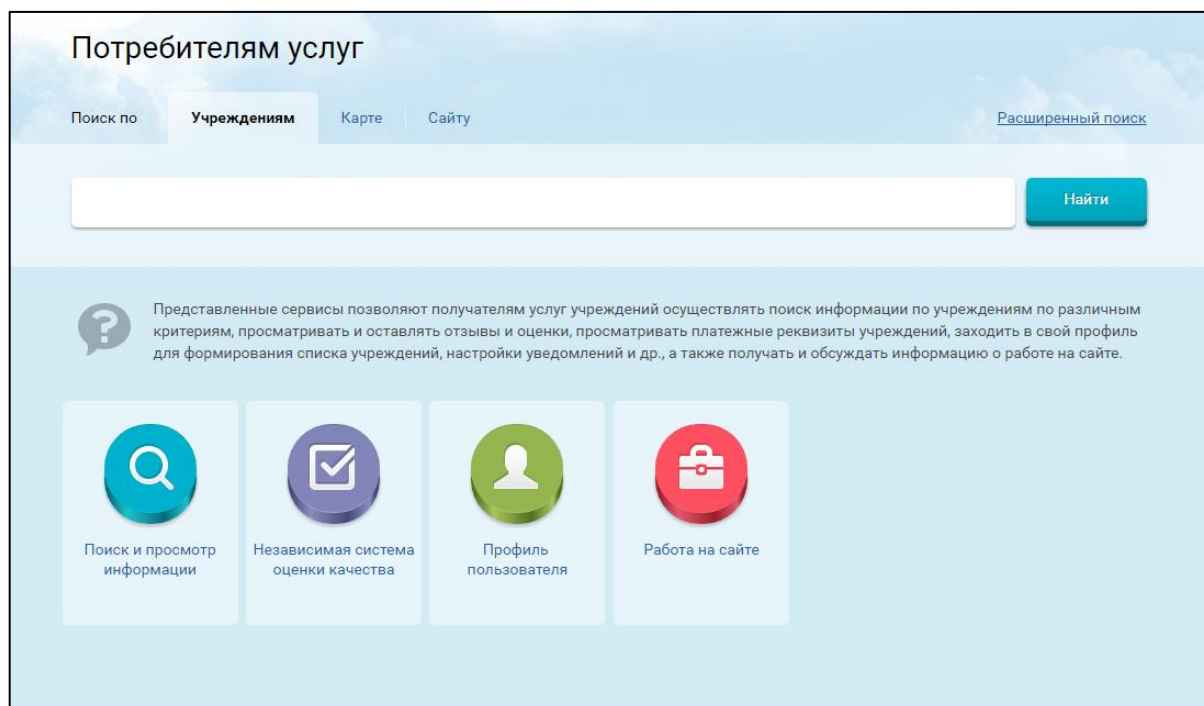 Потребителям услуг
Поиск по Учреждениям Карте Сайту Расширенный поиск
Найти
Представленные сервисы позволяют получателям услуг учреждений осуществлять поиск информации по учреждениям по различным
критериям, просматривать и оставлять отзывы и оценки, просматривать платежные реквизиты учреждений, заходить в свой профиль
для формирования списка учреждений, настройки уведомлений и др., а также получать и обсуждать информацию о работе на сайте.
Поиск и просмотр
информации
Независимая система
оценки качества
Профиль
пользователя
Работа на сайте